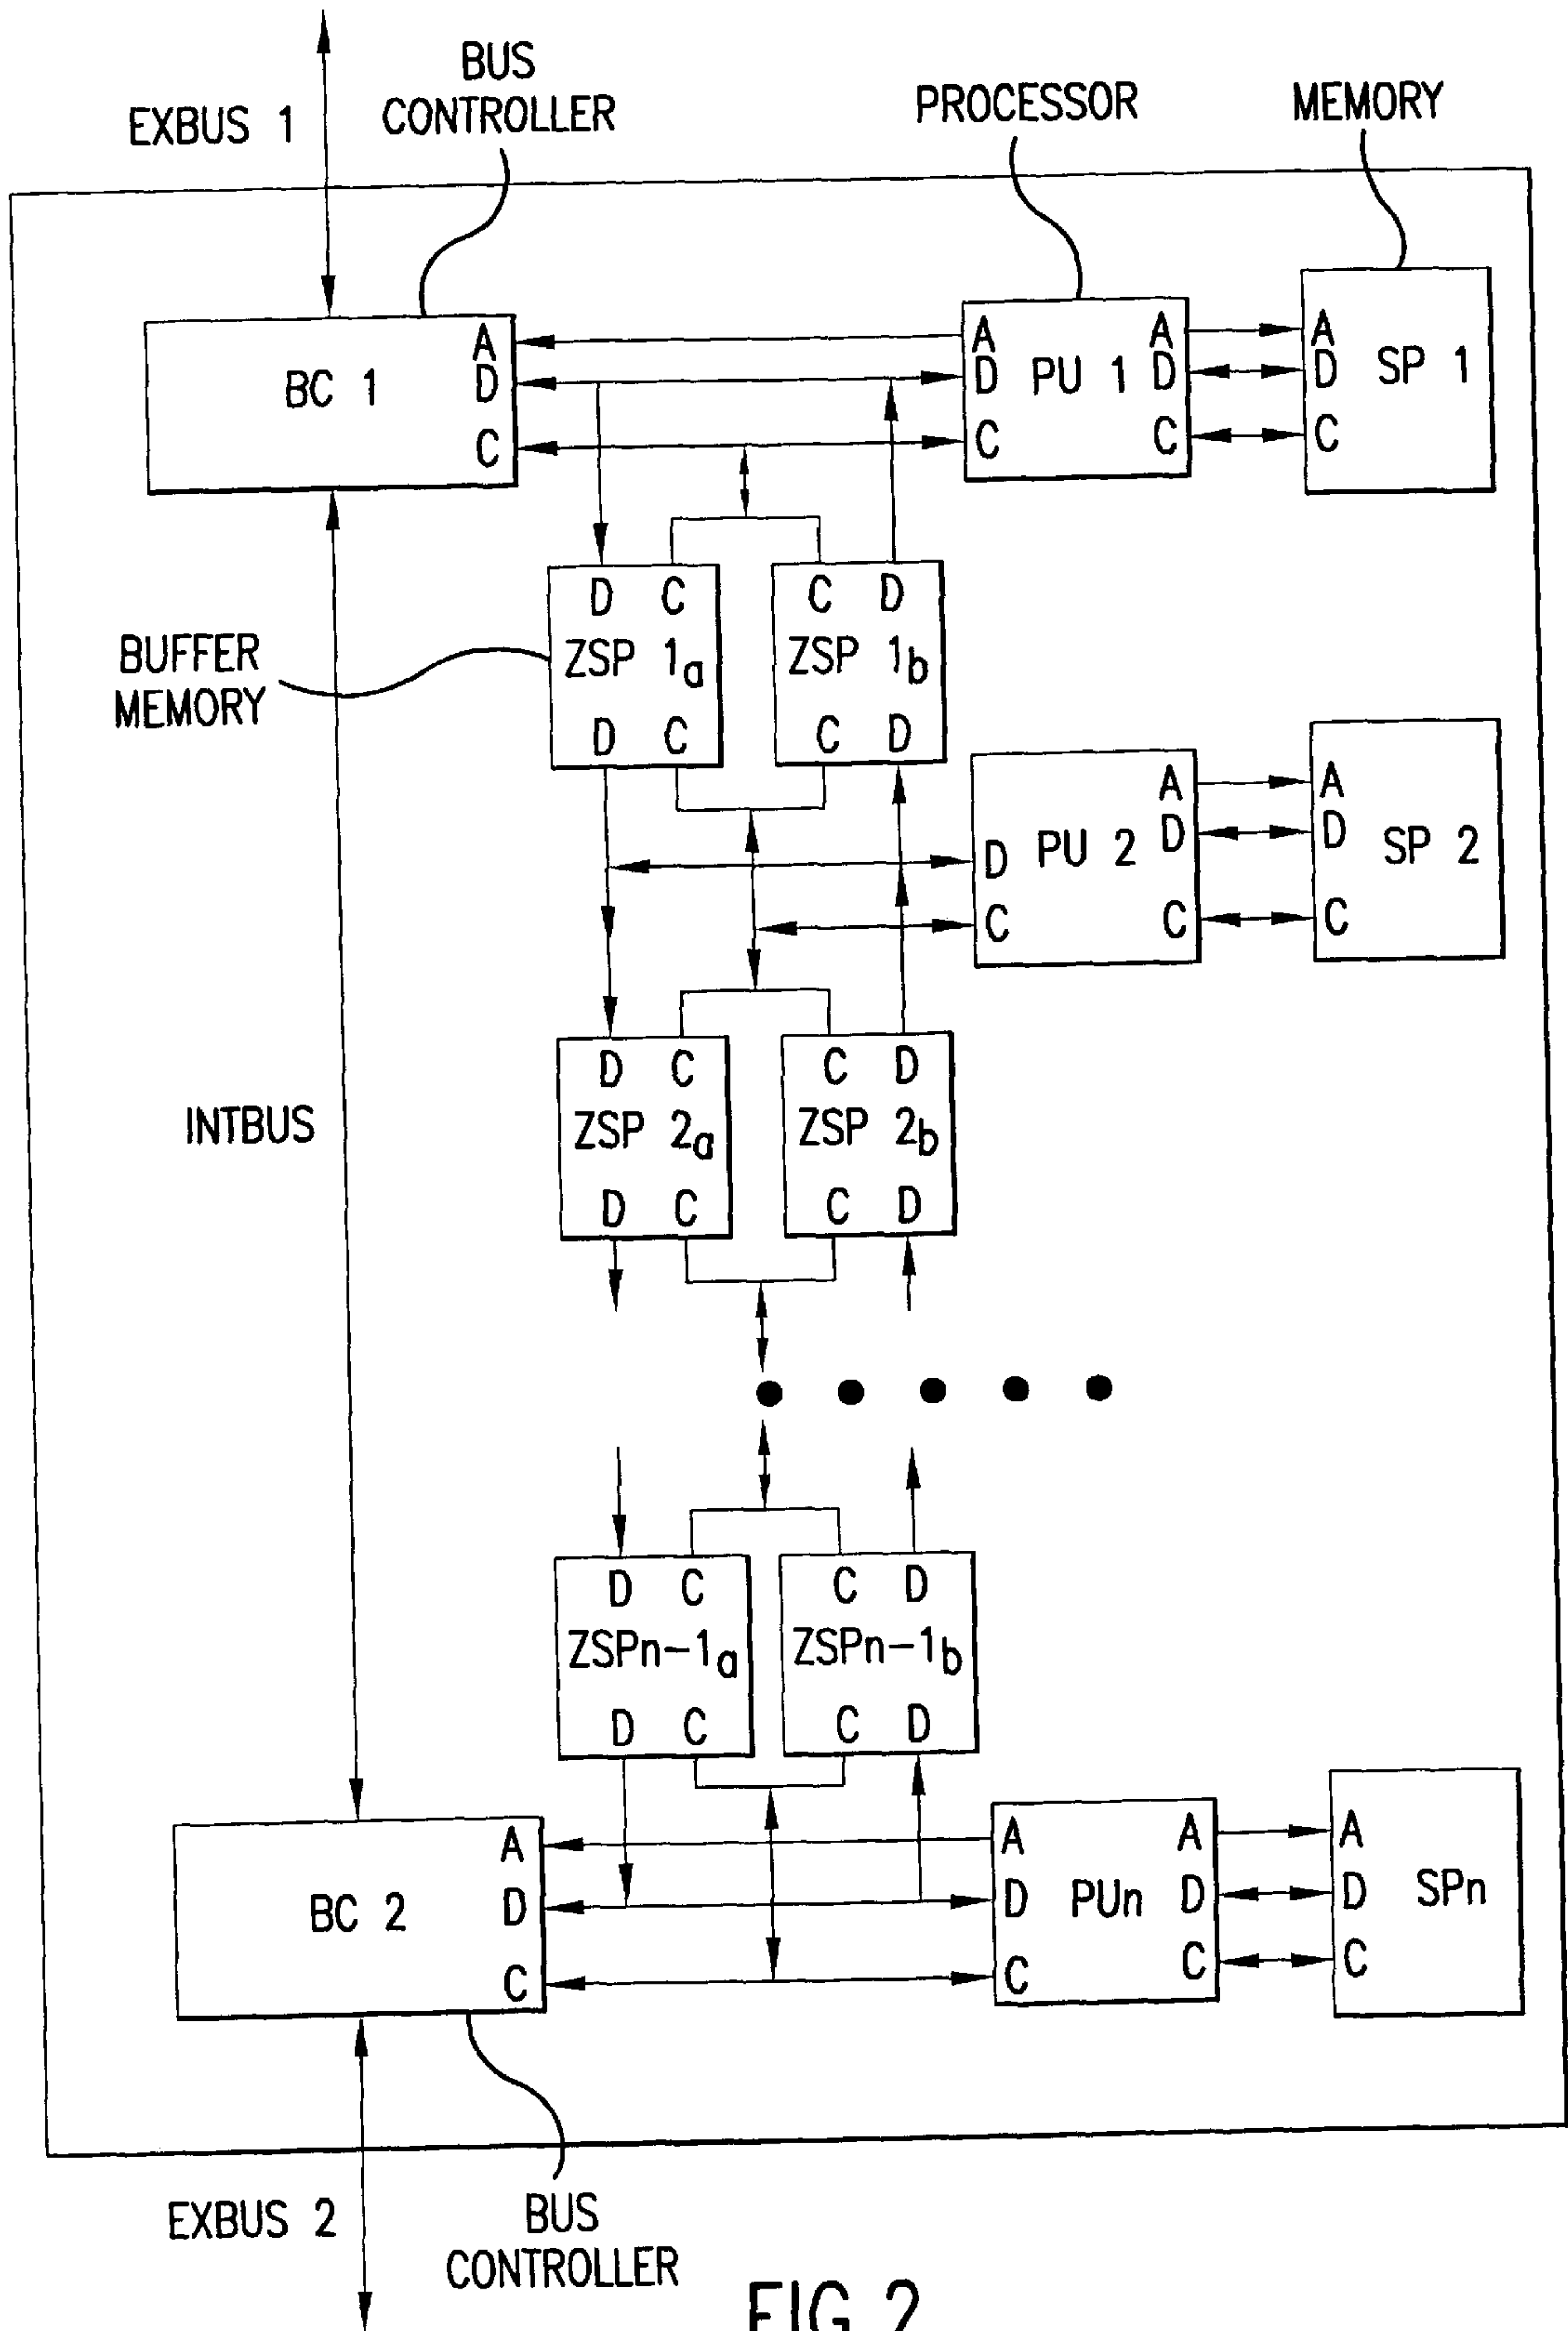 EXBUS 1
BUS
CONTROLLER
PROCESSOR
MEMORY
BC 1
A
D
C
A
D
C
PU 1
A
D
C
A
D
C
SP 1
D C
ZSP 1a
D C
C D
ZSP 1b
C D
BUFFER
MEMORY
D
C
PU 2
A
D
C
A
D
C
SP 2
INTBUS
D C
ZSP 2a
D C
C D
ZSP 2b
C D
D C
ZSPn-1a
D C
C D
ZSPn-1b
C D
BC 2
A
D
C
A
D
C
PUn
A
D
C
A
D
C
SPn
EXBUS 2
BUS
CONTROLLER
FIG 2